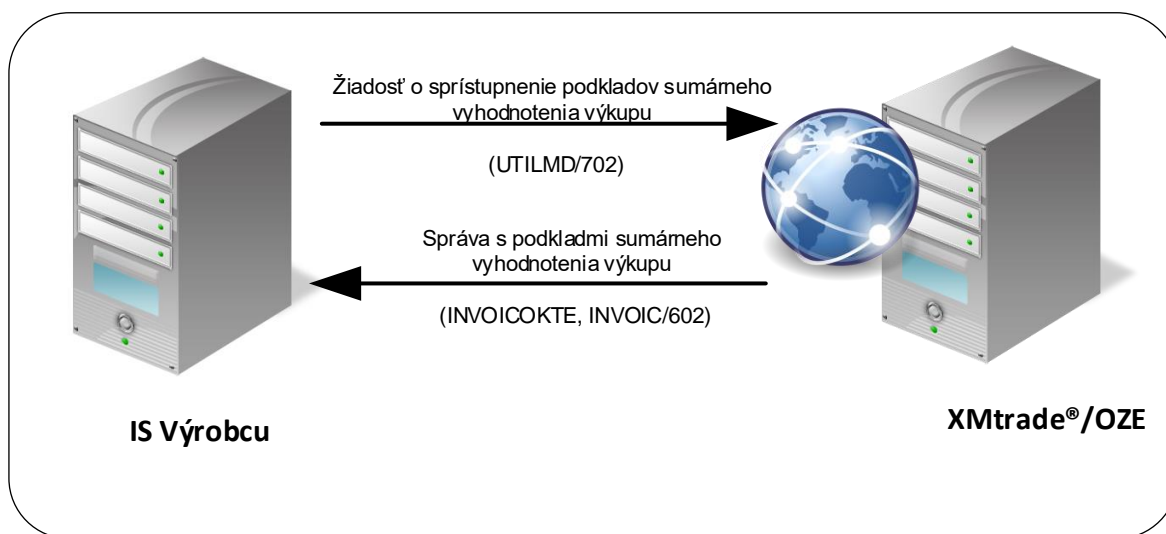 Žiadosť o sprístupnenie podkladov sumárneho
vyhodnotenia výkupu
(UTILMD/702)
Správa s podkladmi sumárneho
vyhodnotenia výkupu
(INVOICOKTE, INVOIC/602)
IS Výrobcu
XMtrade®/OZE